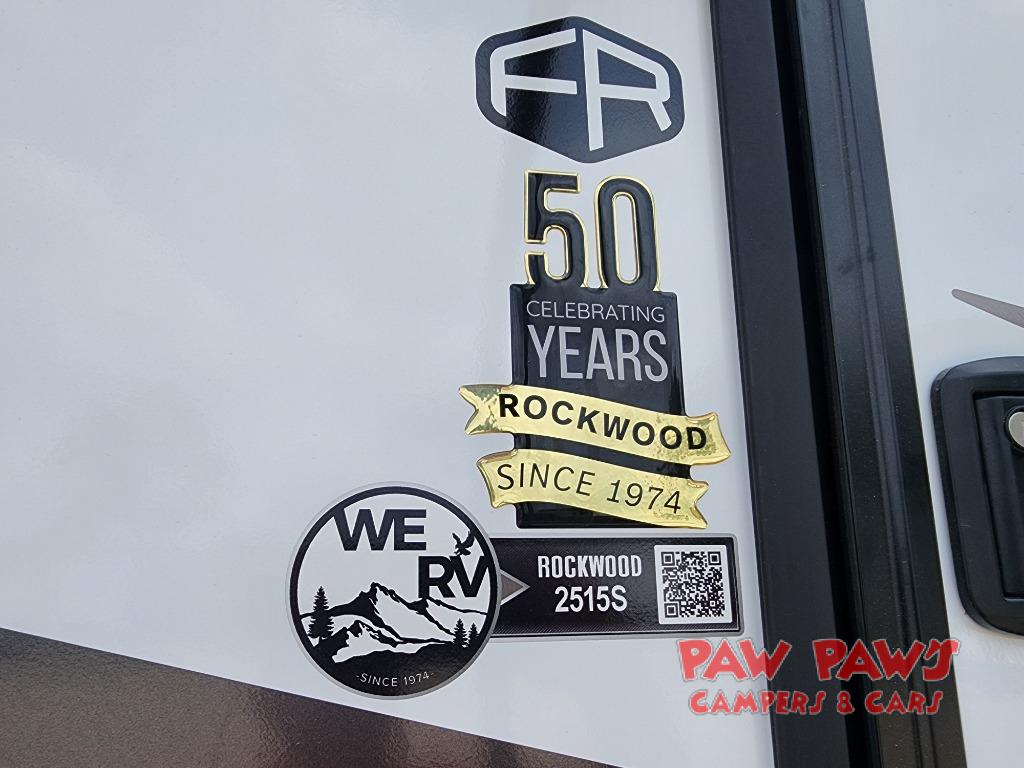 FR
50
CELEBRATING
YEARS
ROCKWOOD
SINCE 1974
WE
RV
-SINCE 1974-
ROCKWOOD
2515S
PAW PAW'S
CAMPERS & CARS